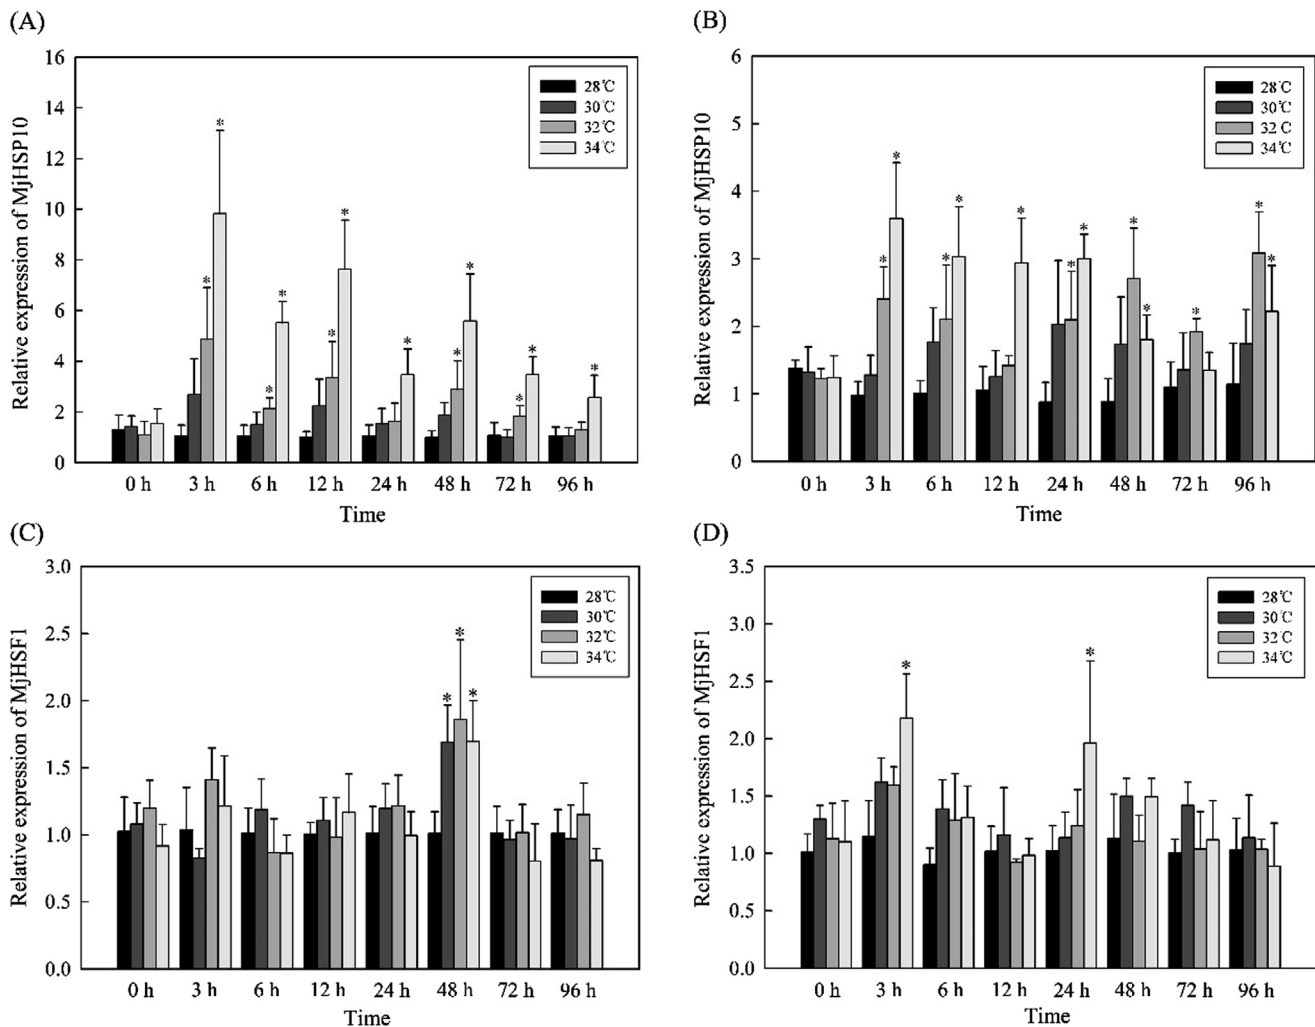 (A)
16
14
12
10
8
6
4
2
0
Relative expression of MjHSP10
28℃
30℃
32℃
34℃
* * * * * * * * * * * *
0 h 3 h 6 h 12 h 24 h 48 h 72 h 96 h
Time
(B)
6
5
4
3
2
1
0
Relative expression of MjHSP10
28℃
30℃
32℃
34℃
* * * * * * * * * * * *
0 h 3 h 6 h 12 h 24 h 48 h 72 h 96 h
Time
(C)
3.0
2.5
2.0
1.5
1.0
0.5
0.0
Relative expression of MjHSF1
28℃
30℃
32℃
34℃
* * *
0 h 3 h 6 h 12 h 24 h 48 h 72 h 96 h
Time
(D)
3.5
3.0
2.5
2.0
1.5
1.0
0.5
0.0
Relative expression of MjHSF1
28℃
30℃
32℃
34℃
* *
0 h 3 h 6 h 12 h 24 h 48 h 72 h 96 h
Time